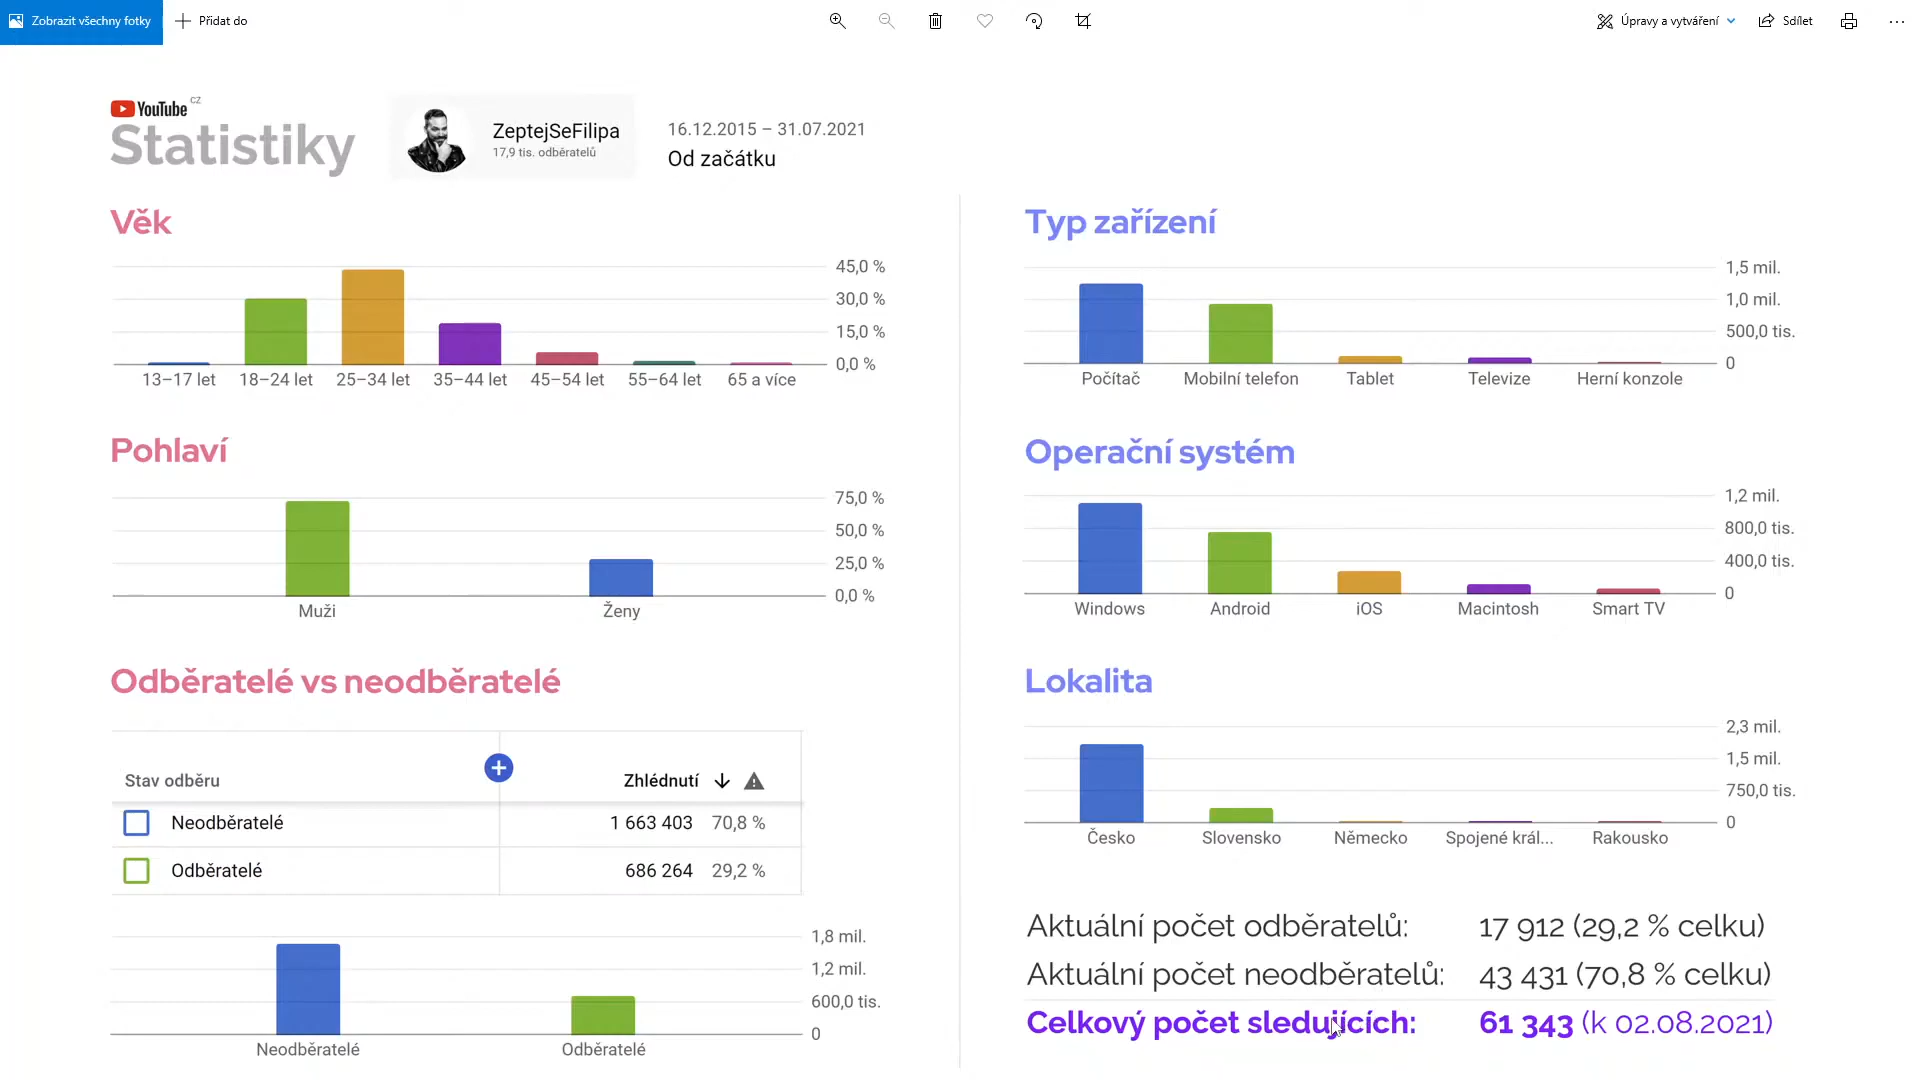 Zobrazit všechny fotky
Přidat do
Úpravy a vytváření
Sdílet
YouTube CZ
Statistiky
ZeptejSeFilipa
17,9 tis. odběratelů
16.12.2015 – 31.07.2021
Od začátku
Věk
45,0 %
30,0 %
15,0 %
0,0 %
13–17 let 18–24 let 25–34 let 35–44 let 45–54 let 55–64 let 65 a více
Pohlaví
75,0 %
50,0 %
25,0 %
0,0 %
Muži Ženy
Odběratelé vs neodběratelé
Stav odběru Zhlédnutí
Neodběratelé 1 663 403 70,8 %
Odběratelé 686 264 29,2 %
1,8 mil.
1,2 mil.
600,0 tis.
0
Neodběratelé Odběratelé
Typ zařízení
1,5 mil.
1,0 mil.
500,0 tis.
0
Počítač Mobilní telefon Tablet Televize Herní konzole
Operační systém
1,2 mil.
800,0 tis.
400,0 tis.
0
Windows Android iOS Macintosh Smart TV
Lokalita
2,3 mil.
1,5 mil.
750,0 tis.
0
Česko Slovensko Německo Spojené král... Rakousko
Aktuální počet odběratelů: 17 912 (29,2 % celku)
Aktuální počet neodběratelů: 43 431 (70,8 % celku)
Celkový počet sledujících: 61 343 (k 02.08.2021)